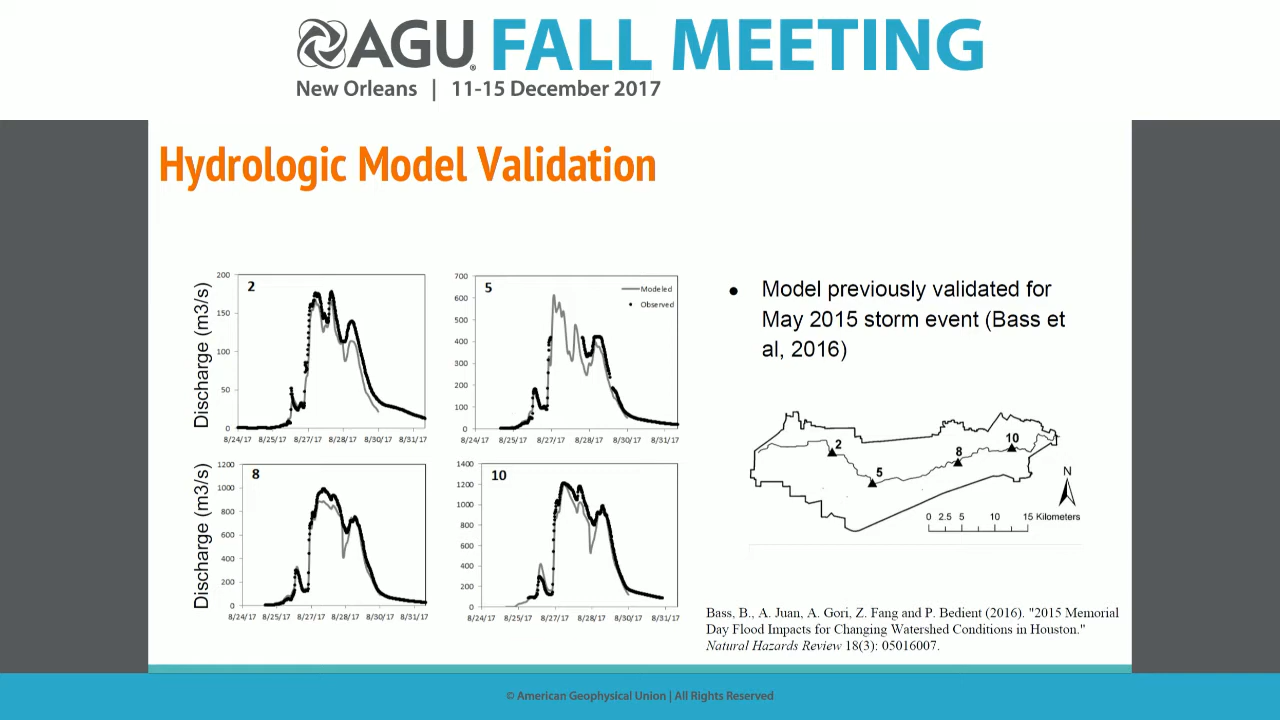 AGU FALL MEETING
New Orleans | 11-15 December 2017
Hydrologic Model Validation
Discharge (m3/s)
2
200
150
100
50
0
8/24/17 8/25/17 8/27/17 8/28/17 8/30/17 8/31/17
5
Modeled
Observed
700
600
500
400
300
200
100
0
8/24/17 8/25/17 8/27/17 8/28/17 8/30/17 8/31/17
Discharge (m3/s)
8
1200
1000
800
600
400
200
0
8/24/17 8/25/17 8/27/17 8/28/17 8/30/17 8/31/17
10
1400
1200
1000
800
600
400
200
0
8/24/17 8/25/17 8/27/17 8/28/17 8/30/17 8/31/17
● Model previously validated for
May 2015 storm event (Bass et
al, 2016)
2
5
8
10
N
0 2.5 5 10 15 Kilometers
Bass, B., A. Juan, A. Gori, Z. Fang and P. Bedient (2016). "2015 Memorial
Day Flood Impacts for Changing Watershed Conditions in Houston."
Natural Hazards Review 18(3): 05016007.
© American Geophysical Union | All Rights Reserved